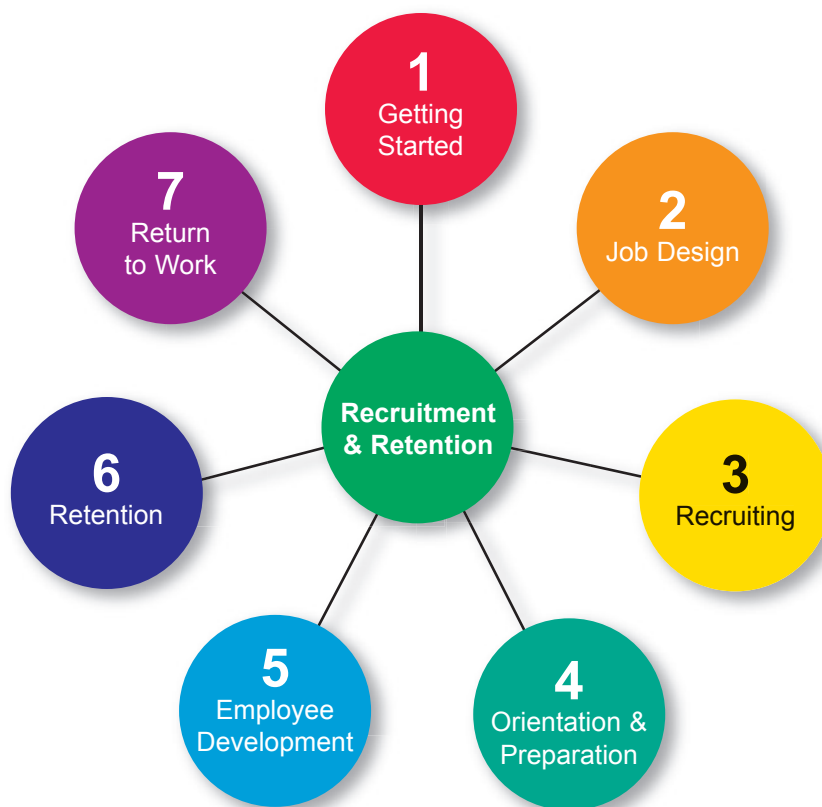 1
Getting
Started
2
Job Design
3
Recruiting
4
Orientation &
Preparation
5
Employee
Development
6
Retention
7
Return
to Work
Recruitment
& Retention